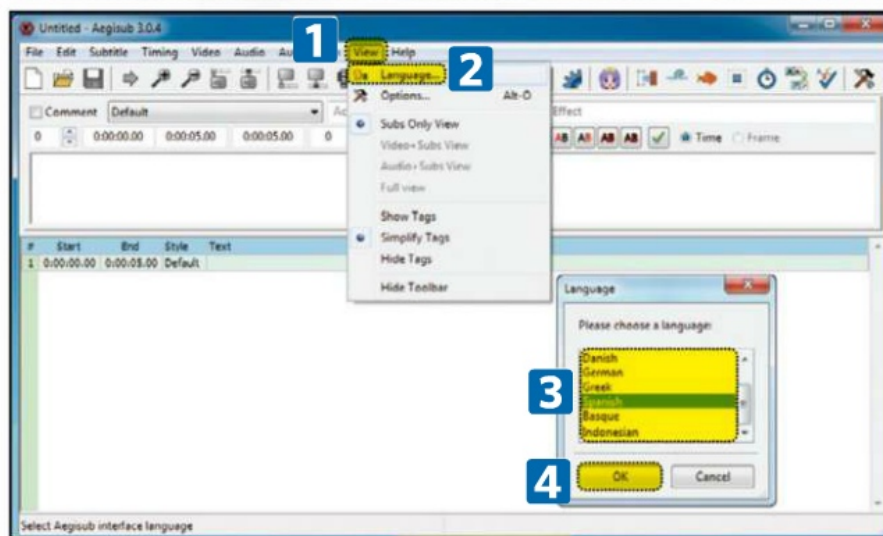 Untitled - Aegisub 3.0.4
File Edit Subtitle Timing Video Audio Au View Help
1
2
Language...
Options... Alt-O
Subs Only View
Video+Subs View
Audio+Subs View
Full view
Show Tags
Simplify Tags
Hide Tags
Hide Toolbar
Comment Default Ac Effect
0 0:00:00.00 0:00:05.00 0:00:05.00 0 AB AB AB AB Time Frame
# Start End Style Text
1 0:00:00.00 0:00:05.00 Default
Language
Please choose a language:
Danish
German
Greek
Spanish
Basque
Indonesian
3
4
OK Cancel
Select Aegisub interface language